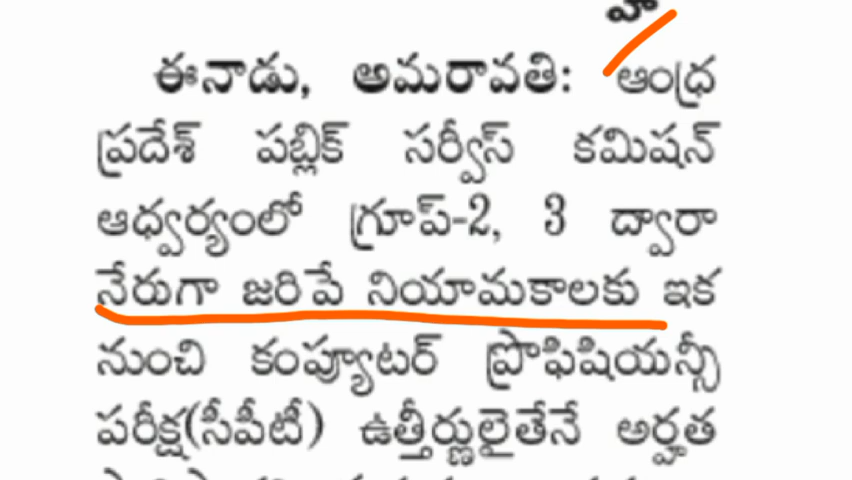 ఈనాడు, అమరావతి: ఆంధ్ర
ప్రదేశ్ పబ్లిక్ సర్వీస్ కమిషన్
ఆధ్వర్యంలో గ్రూప్-2, 3 ద్వారా
నేరుగా జరిపే నియామకాలకు ఇక
నుంచి కంప్యూటర్ ప్రొఫిషియన్సీ
పరీక్ష(సీపీటీ) ఉత్తీర్ణులైతేనే అర్హత